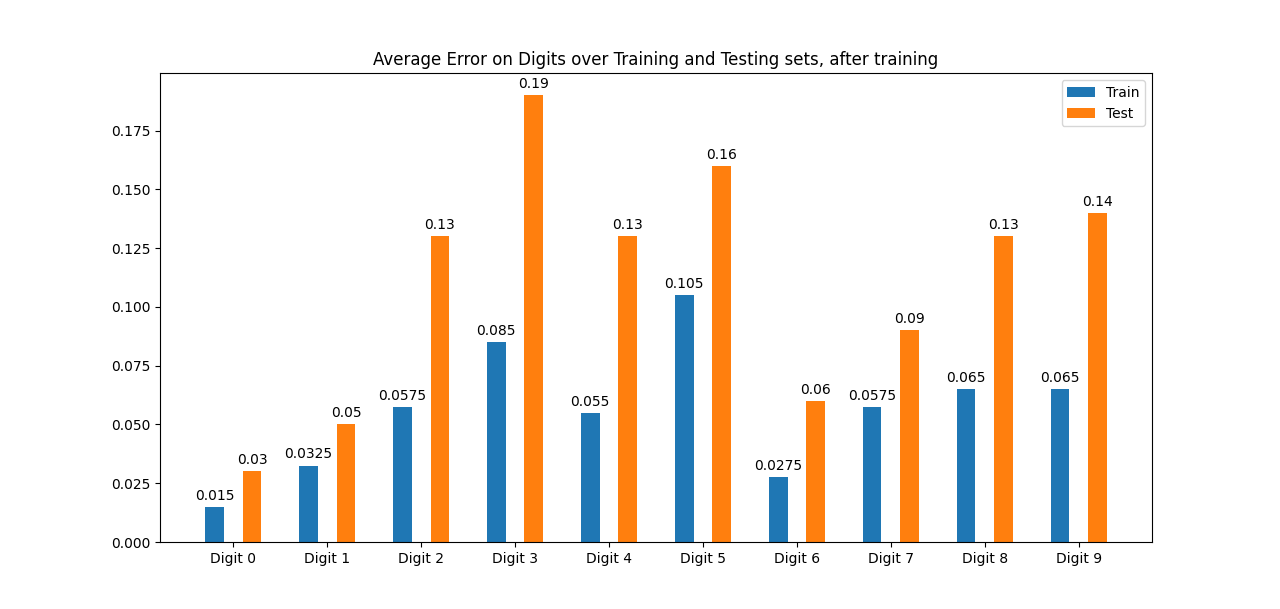 Average Error on Digits over Training and Testing sets, after training
Train
Test
0.175
0.150
0.125
0.100
0.075
0.050
0.025
0.000
0.015
0.03
0.0325
0.05
0.0575
0.13
0.085
0.19
0.055
0.13
0.105
0.16
0.0275
0.06
0.0575
0.09
0.065
0.13
0.065
0.14
Digit 0
Digit 1
Digit 2
Digit 3
Digit 4
Digit 5
Digit 6
Digit 7
Digit 8
Digit 9